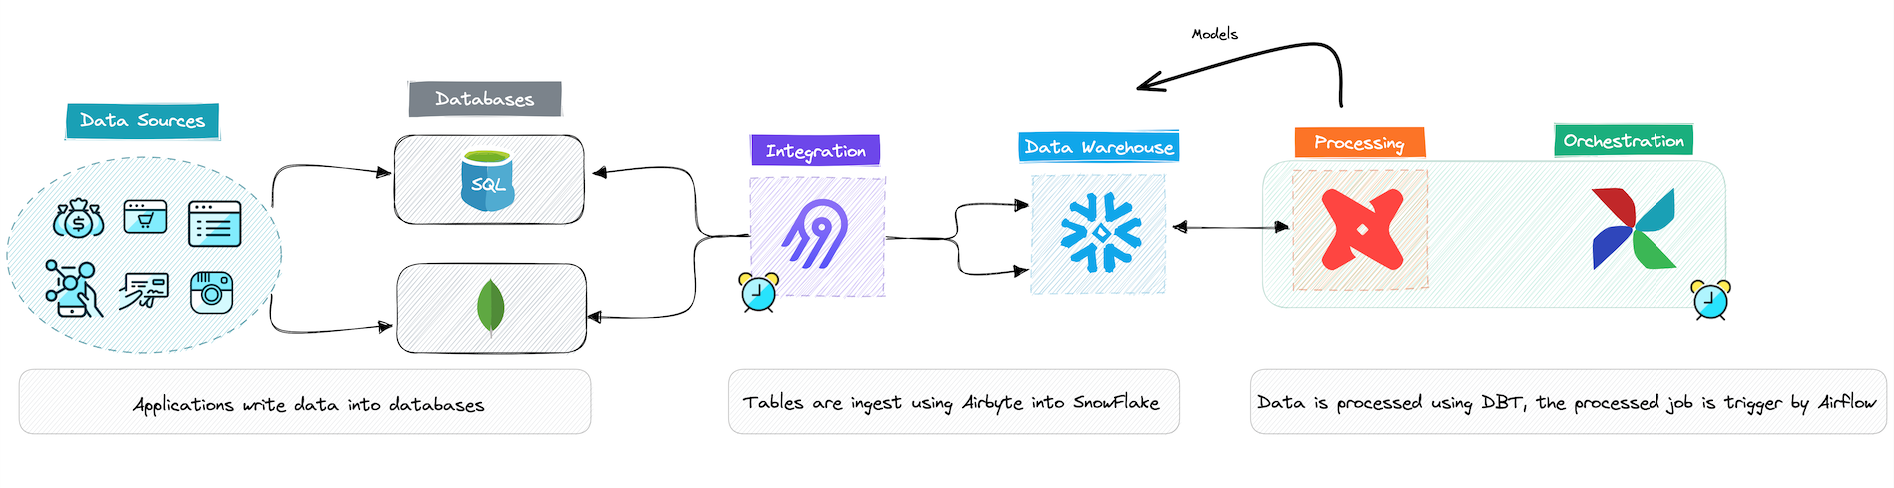 Models
Data Sources
Databases
SQL
Integration
Data Warehouse
Processing
Orchestration
Applications write data into databases
Tables are ingest using Airbyte into SnowFlake
Data is processed using DBT, the processed job is trigger by Airflow